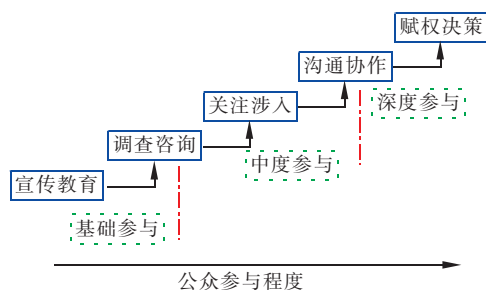 赋权决策
沟通协作
深度参与
关注涉入
调查咨询
中度参与
宣传教育
基础参与
公众参与程度